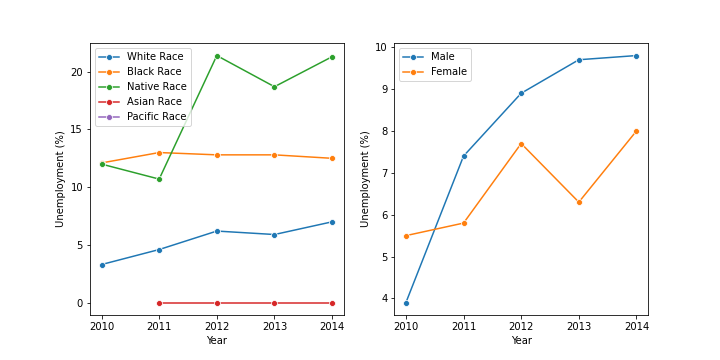 White Race
Black Race
Native Race
Asian Race
Pacific Race
20
15
10
5
0
Unemployment (%)
2010 2011 2012 2013 2014
Year
Male
Female
10
9
8
7
6
5
4
Unemployment (%)
2010 2011 2012 2013 2014
Year